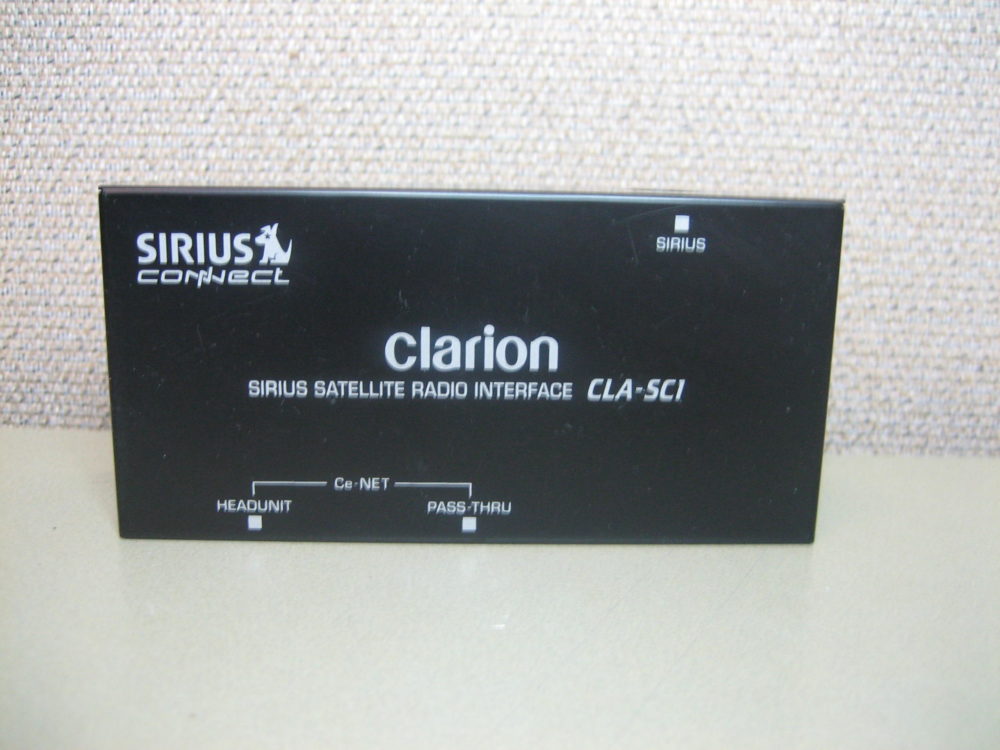 SIRIUS
connect
SIRIUS
clarion
SIRIUS SATELLITE RADIO INTERFACE CLA-SC1
Ce-NET
HEADUNIT
PASS-THRU